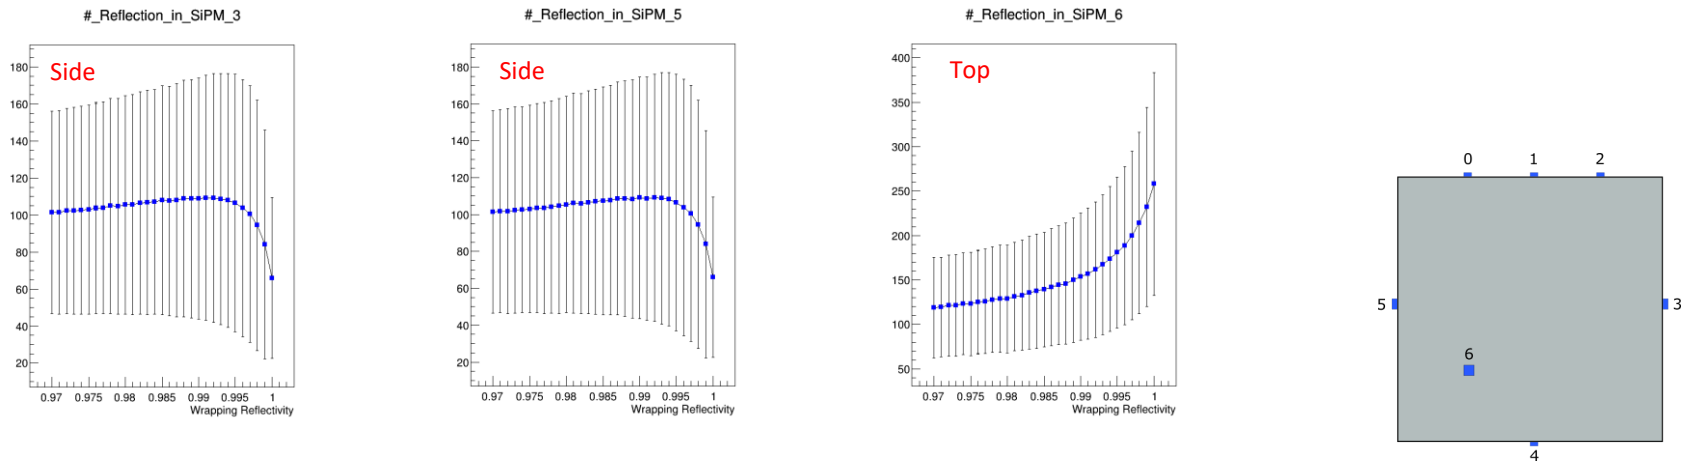 #_Reflection_in_SiPM_3
Side
180
160
140
120
100
80
60
40
20
0.97 0.975 0.98 0.985 0.99 0.995 1
Wrapping Reflectivity
#_Reflection_in_SiPM_5
Side
180
160
140
120
100
80
60
40
20
0.97 0.975 0.98 0.985 0.99 0.995 1
Wrapping Reflectivity
#_Reflection_in_SiPM_6
Top
400
350
300
250
200
150
100
50
0.97 0.975 0.98 0.985 0.99 0.995 1
Wrapping Reflectivity
0 1 2
5 3
6
4